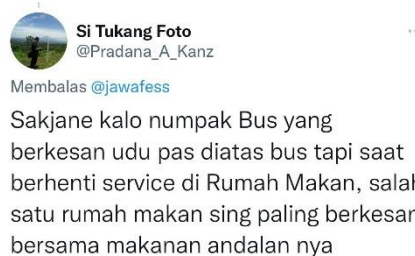 Si Tukang Foto
@Pradana_A_Kanz
Membalas @jawafess
Sakjane kalo numpak Bus yang
berkesan udu pas diatas bus tapi saat
berhenti service di Rumah Makan, salah
satu rumah makan sing paling berkesan
bersama makanan andalan nya